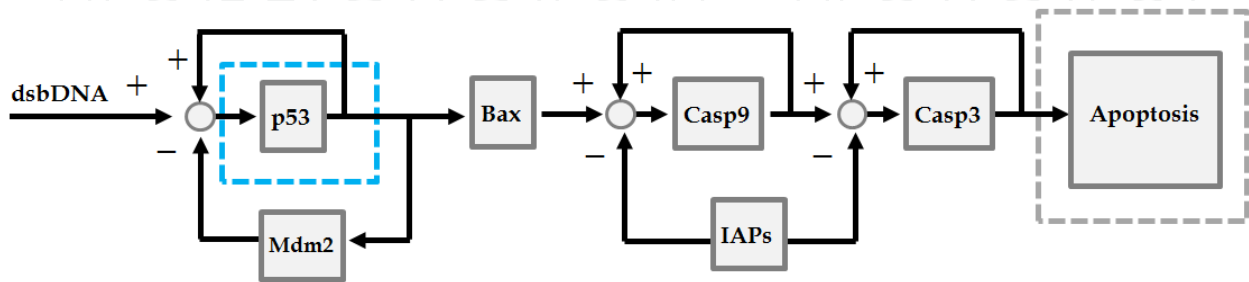 dsbDNA
+
+
−
p53
Mdm2
Bax
+
+
−
Casp9
IAPs
+
+
−
Casp3
Apoptosis